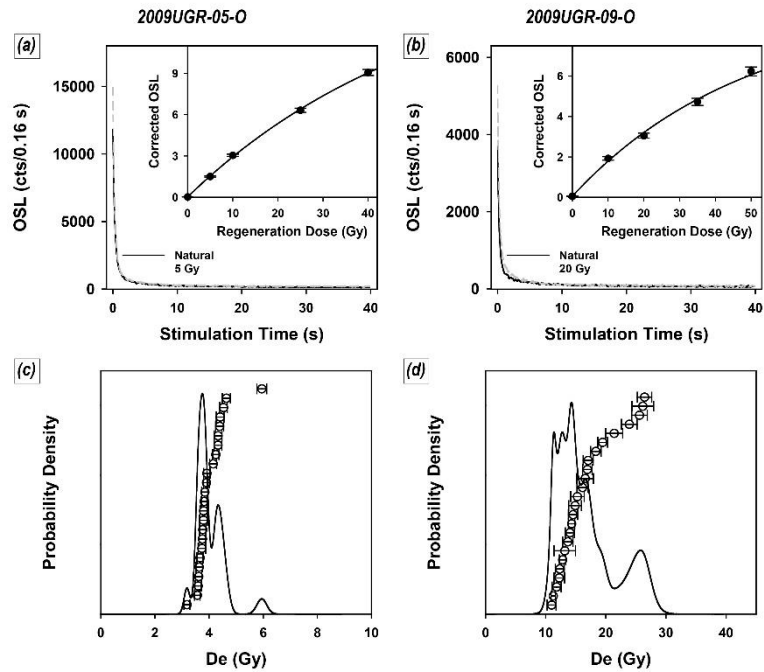 2009UGR-05-O
2009UGR-09-O
(a)
OSL (cts/0.16 s)
15000
10000
5000
0
Corrected OSL
9
6
3
0
0 10 20 30 40
Regeneration Dose (Gy)
Natural
5 Gy
0 10 20 30 40
Stimulation Time (s)
(b)
OSL (cts/0.16 s)
6000
4000
2000
0
Corrected OSL
6
4
2
0
0 10 20 30 40 50
Regeneration Dose (Gy)
Natural
20 Gy
0 10 20 30 40
Stimulation Time (s)
(c)
Probability Density
0 2 4 6 8 10
De (Gy)
(d)
Probability Density
0 10 20 30 40
De (Gy)